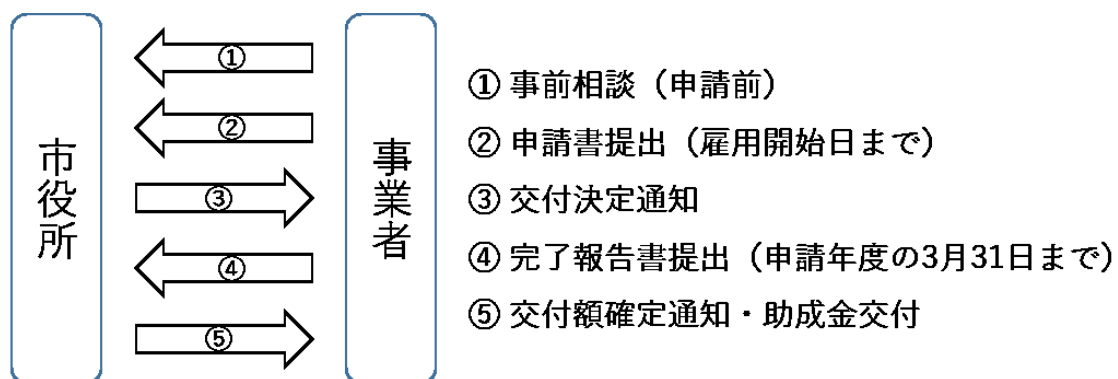 市役所
①
②
③
④
⑤
事業者
① 事前相談（申請前）
② 申請書提出（雇用開始日まで）
③ 交付決定通知
④ 完了報告書提出（申請年度の3月31日まで）
⑤ 交付額確定通知・助成金交付